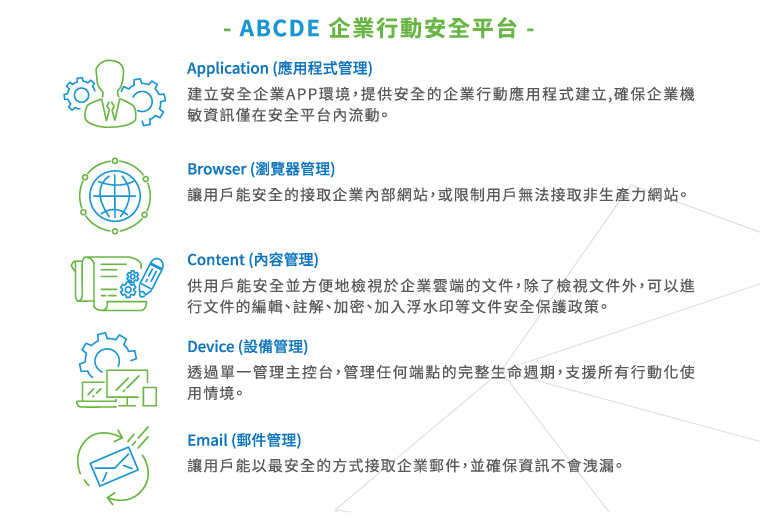 - ABCDE 企業行動安全平台 -
Application (應用程式管理)
建立安全企業APP環境，提供安全的企業行動應用程式建立,確保企業機
敏資訊僅在安全平台內流動。
Browser (瀏覽器管理)
讓用戶能安全的接取企業內部網站，或限制用戶無法接取非生產力網站。
Content (內容管理)
供用戶能安全並方便地檢視於企業雲端的文件，除了檢視文件外，可以進
行文件的編輯、註解、加密、加入浮水印等文件安全保護政策。
Device (設備管理)
透過單一管理主控台，管理任何端點的完整生命週期，支援所有行動化使
用情境。
Email (郵件管理)
讓用戶能以最安全的方式接取企業郵件，並確保資訊不會洩漏。